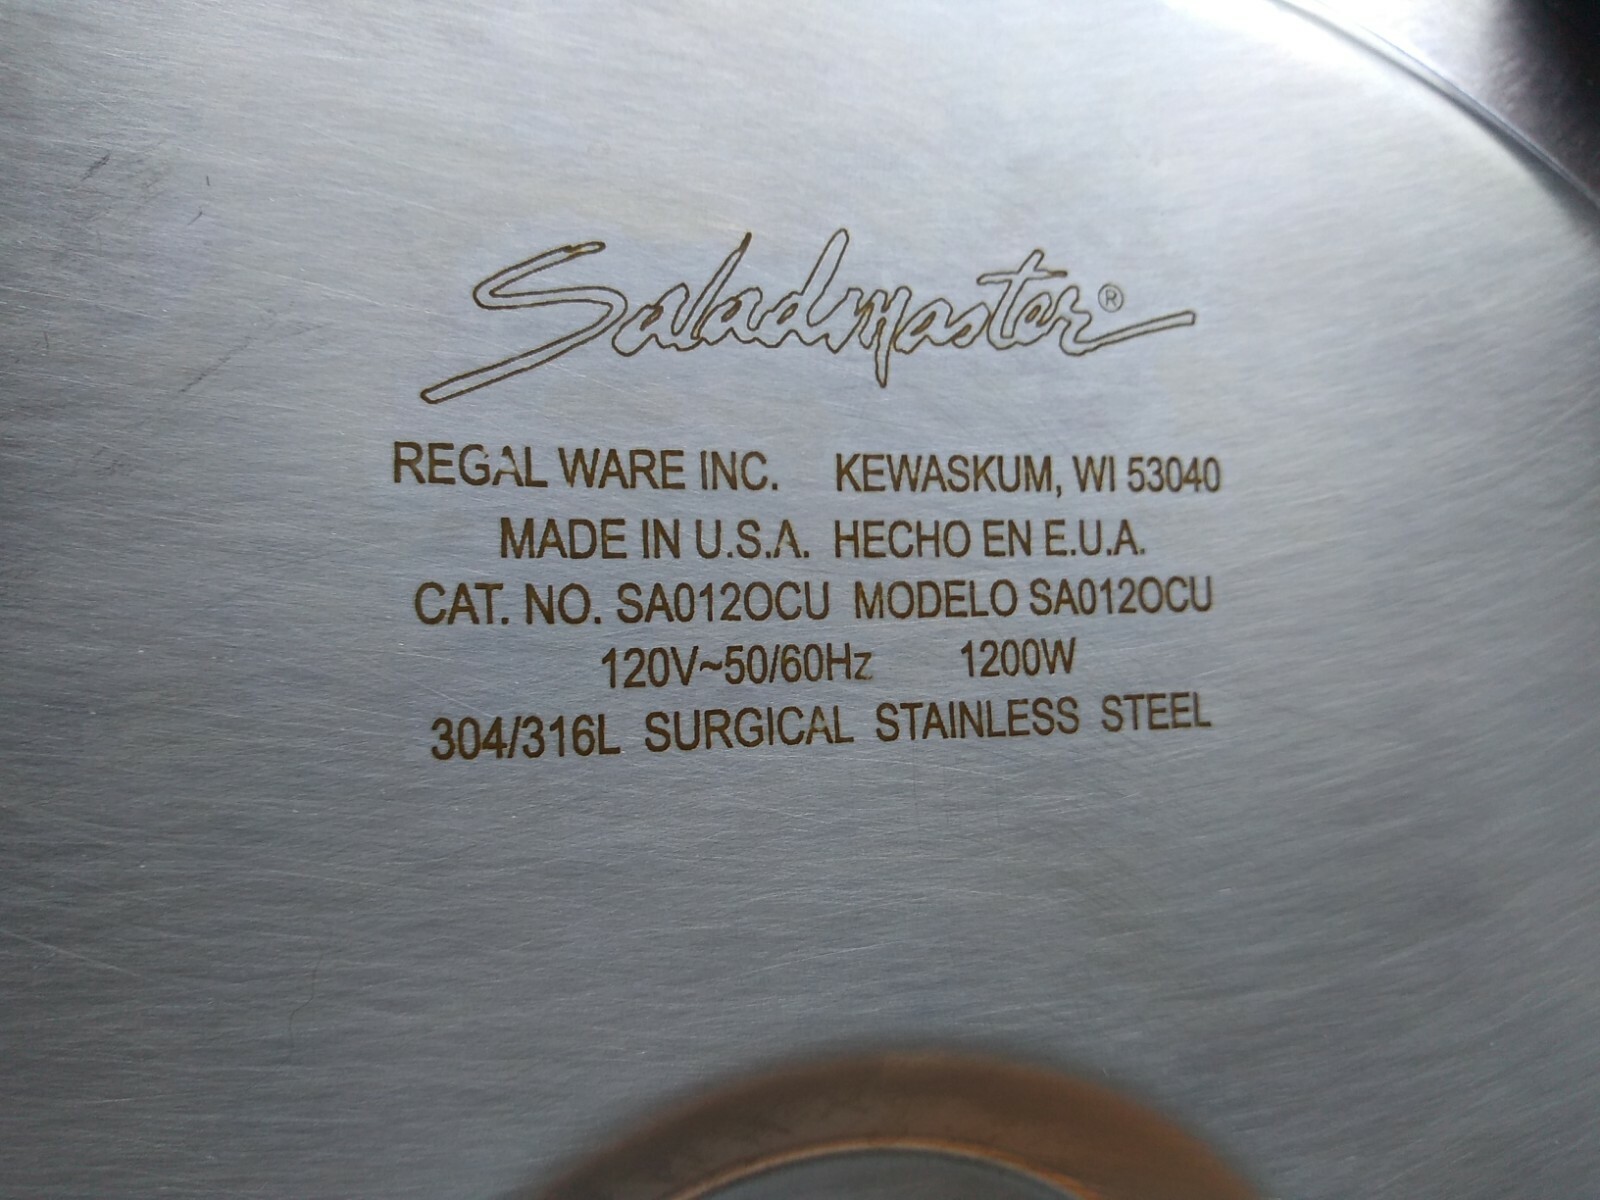 Saladmaster®
REGAL WARE INC. KEWASKUM, WI 53040
MADE IN U.S.A. HECHO EN E.U.A.
CAT. NO. SA012OCU MODELO SA012OCU
120V~50/60Hz 1200W
304/316L SURGICAL STAINLESS STEEL